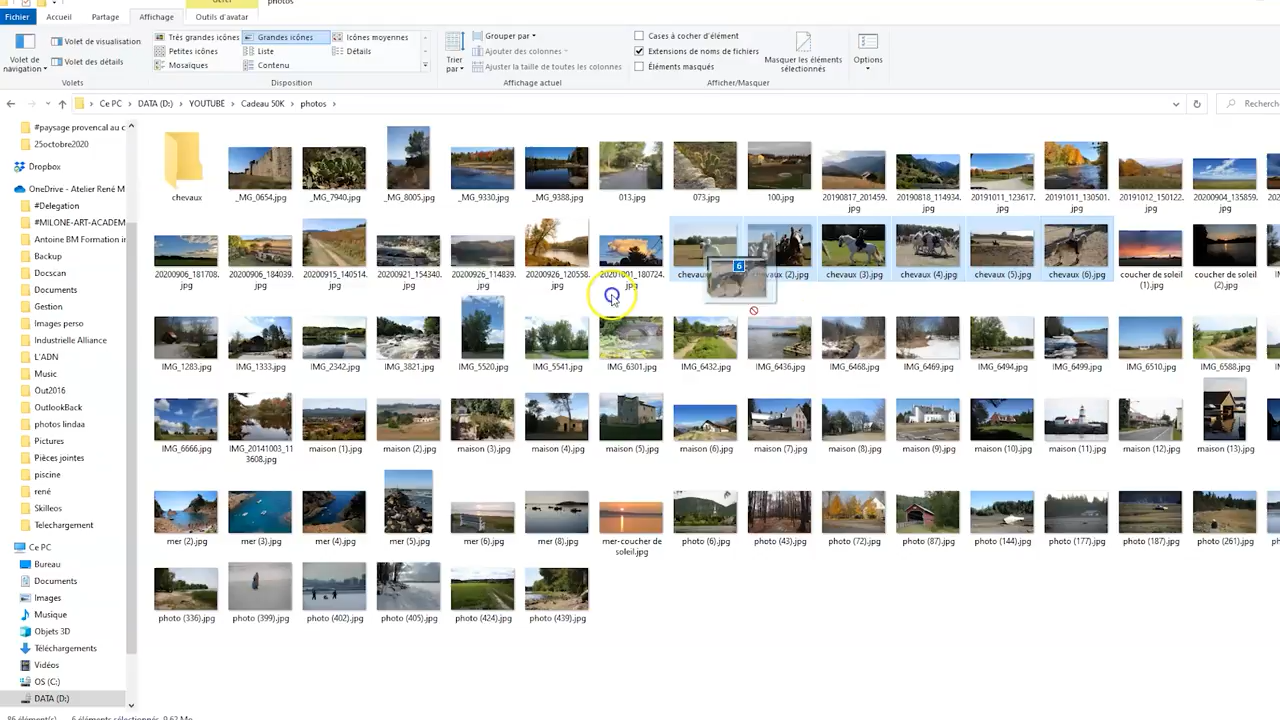 photos
Fichier Accueil Partage Affichage Outils d'avatar
Volet de navigation
Volet de visualisation
Volet des détails
Volets
Très grandes icônes Grandes icônes Icônes moyennes
Petites icônes Liste Détails
Mosaïques Contenu
Disposition
Trier par
Grouper par
Ajouter des colonnes
Ajuster la taille de toutes les colonnes
Affichage actuel
Cases à cocher d'élément
Extensions de noms de fichiers
Éléments masqués
Masquer les éléments sélectionnés
Afficher/Masquer
Options
Ce PC > DATA (D:) > YOUTUBE > Cadeau 50K > photos >
#paysage provencal au c
25octobre2020
Dropbox
OneDrive - Atelier René M
#Delegation
#MILONE-ART-ACADEM
Antoine BM Formation in
Backup
Docscan
Documents
Gestion
Images perso
Industrielle Alliance
L'ADN
Music
Out2016
OutlookBack
photos lindaa
Pictures
Pièces jointes
piscine
rené
Skilleos
Telechargement
Ce PC
Bureau
Documents
Images
Musique
Objets 3D
Téléchargements
Vidéos
OS (C:)
DATA (D:)
chevaux _MG_0654.jpg _MG_7940.jpg _MG_8005.jpg _MG_9330.jpg _MG_9388.jpg 013.jpg 073.jpg 100.jpg 20190817_201459.jpg 20190818_114934.jpg 20191011_123617.jpg 20191011_130501.jpg 20191012_150122.jpg 20200904_135859.jpg
20200906_181708.jpg 20200906_184039.jpg 20200915_140514.jpg 20200921_154340.jpg 20200926_114839.jpg 20200926_120558.jpg 20201001_180724.jpg chevaux (3).jpg chevaux (4).jpg chevaux (5).jpg chevaux (6).jpg coucher de soleil (1).jpg coucher de soleil (2).jpg
6
IMG_1283.jpg IMG_1333.jpg IMG_2342.jpg IMG_3821.jpg IMG_5520.jpg IMG_5541.jpg IMG_6301.jpg IMG_6432.jpg IMG_6436.jpg IMG_6468.jpg IMG_6469.jpg IMG_6494.jpg IMG_6499.jpg IMG_6510.jpg IMG_6588.jpg
IMG_6666.jpg IMG_20141003_113608.jpg maison (1).jpg maison (2).jpg maison (3).jpg maison (4).jpg maison (5).jpg maison (6).jpg maison (7).jpg maison (8).jpg maison (9).jpg maison (10).jpg maison (11).jpg maison (12).jpg maison (13).jpg
mer (2).jpg mer (3).jpg mer (4).jpg mer (5).jpg mer (6).jpg mer (8).jpg mer-coucher de soleil.jpg photo (6).jpg photo (43).jpg photo (72).jpg photo (87).jpg photo (144).jpg photo (177).jpg photo (187).jpg photo (261).jpg
photo (336).jpg photo (399).jpg photo (402).jpg photo (405).jpg photo (424).jpg photo (439).jpg